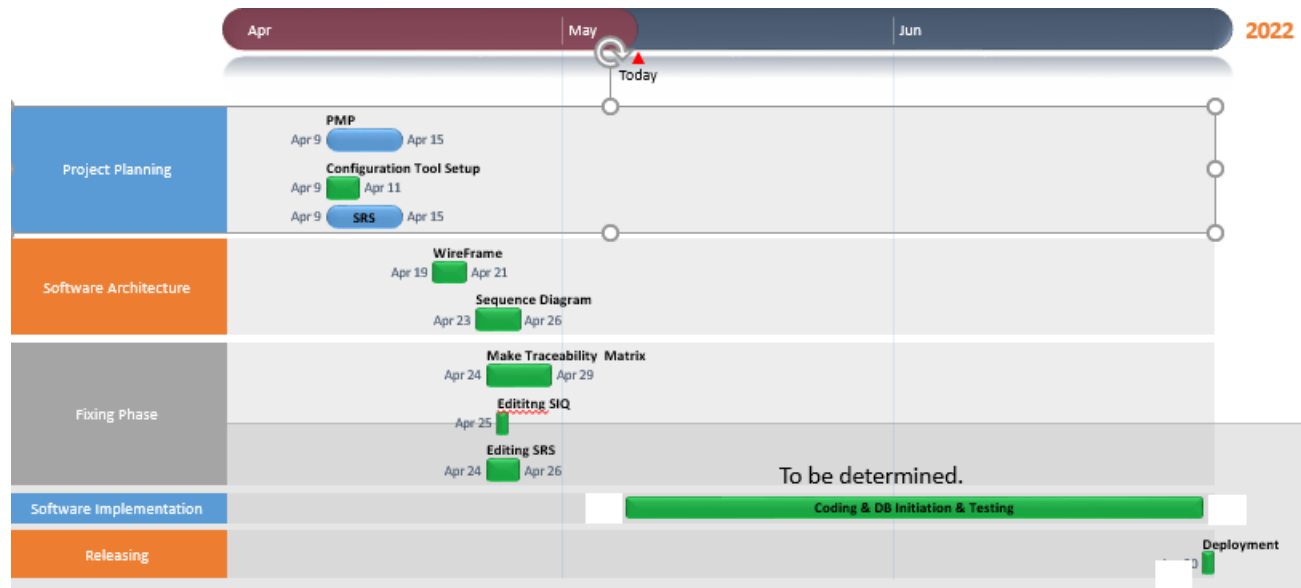 Apr May Jun 2022
Today
Project Planning
PMP
Apr 9 Apr 15
Configuration Tool Setup
Apr 9 Apr 11
Apr 9 SRS Apr 15
Software Architecture
WireFrame
Apr 19 Apr 21
Sequence Diagram
Apr 23 Apr 26
Fixing Phase
Make Traceability Matrix
Apr 24 Apr 29
Edititng SIQ
Apr 25
Editing SRS
Apr 24 Apr 26
To be determined.
Software Implementation
Coding & DB Initiation & Testing
Releasing
Deployment